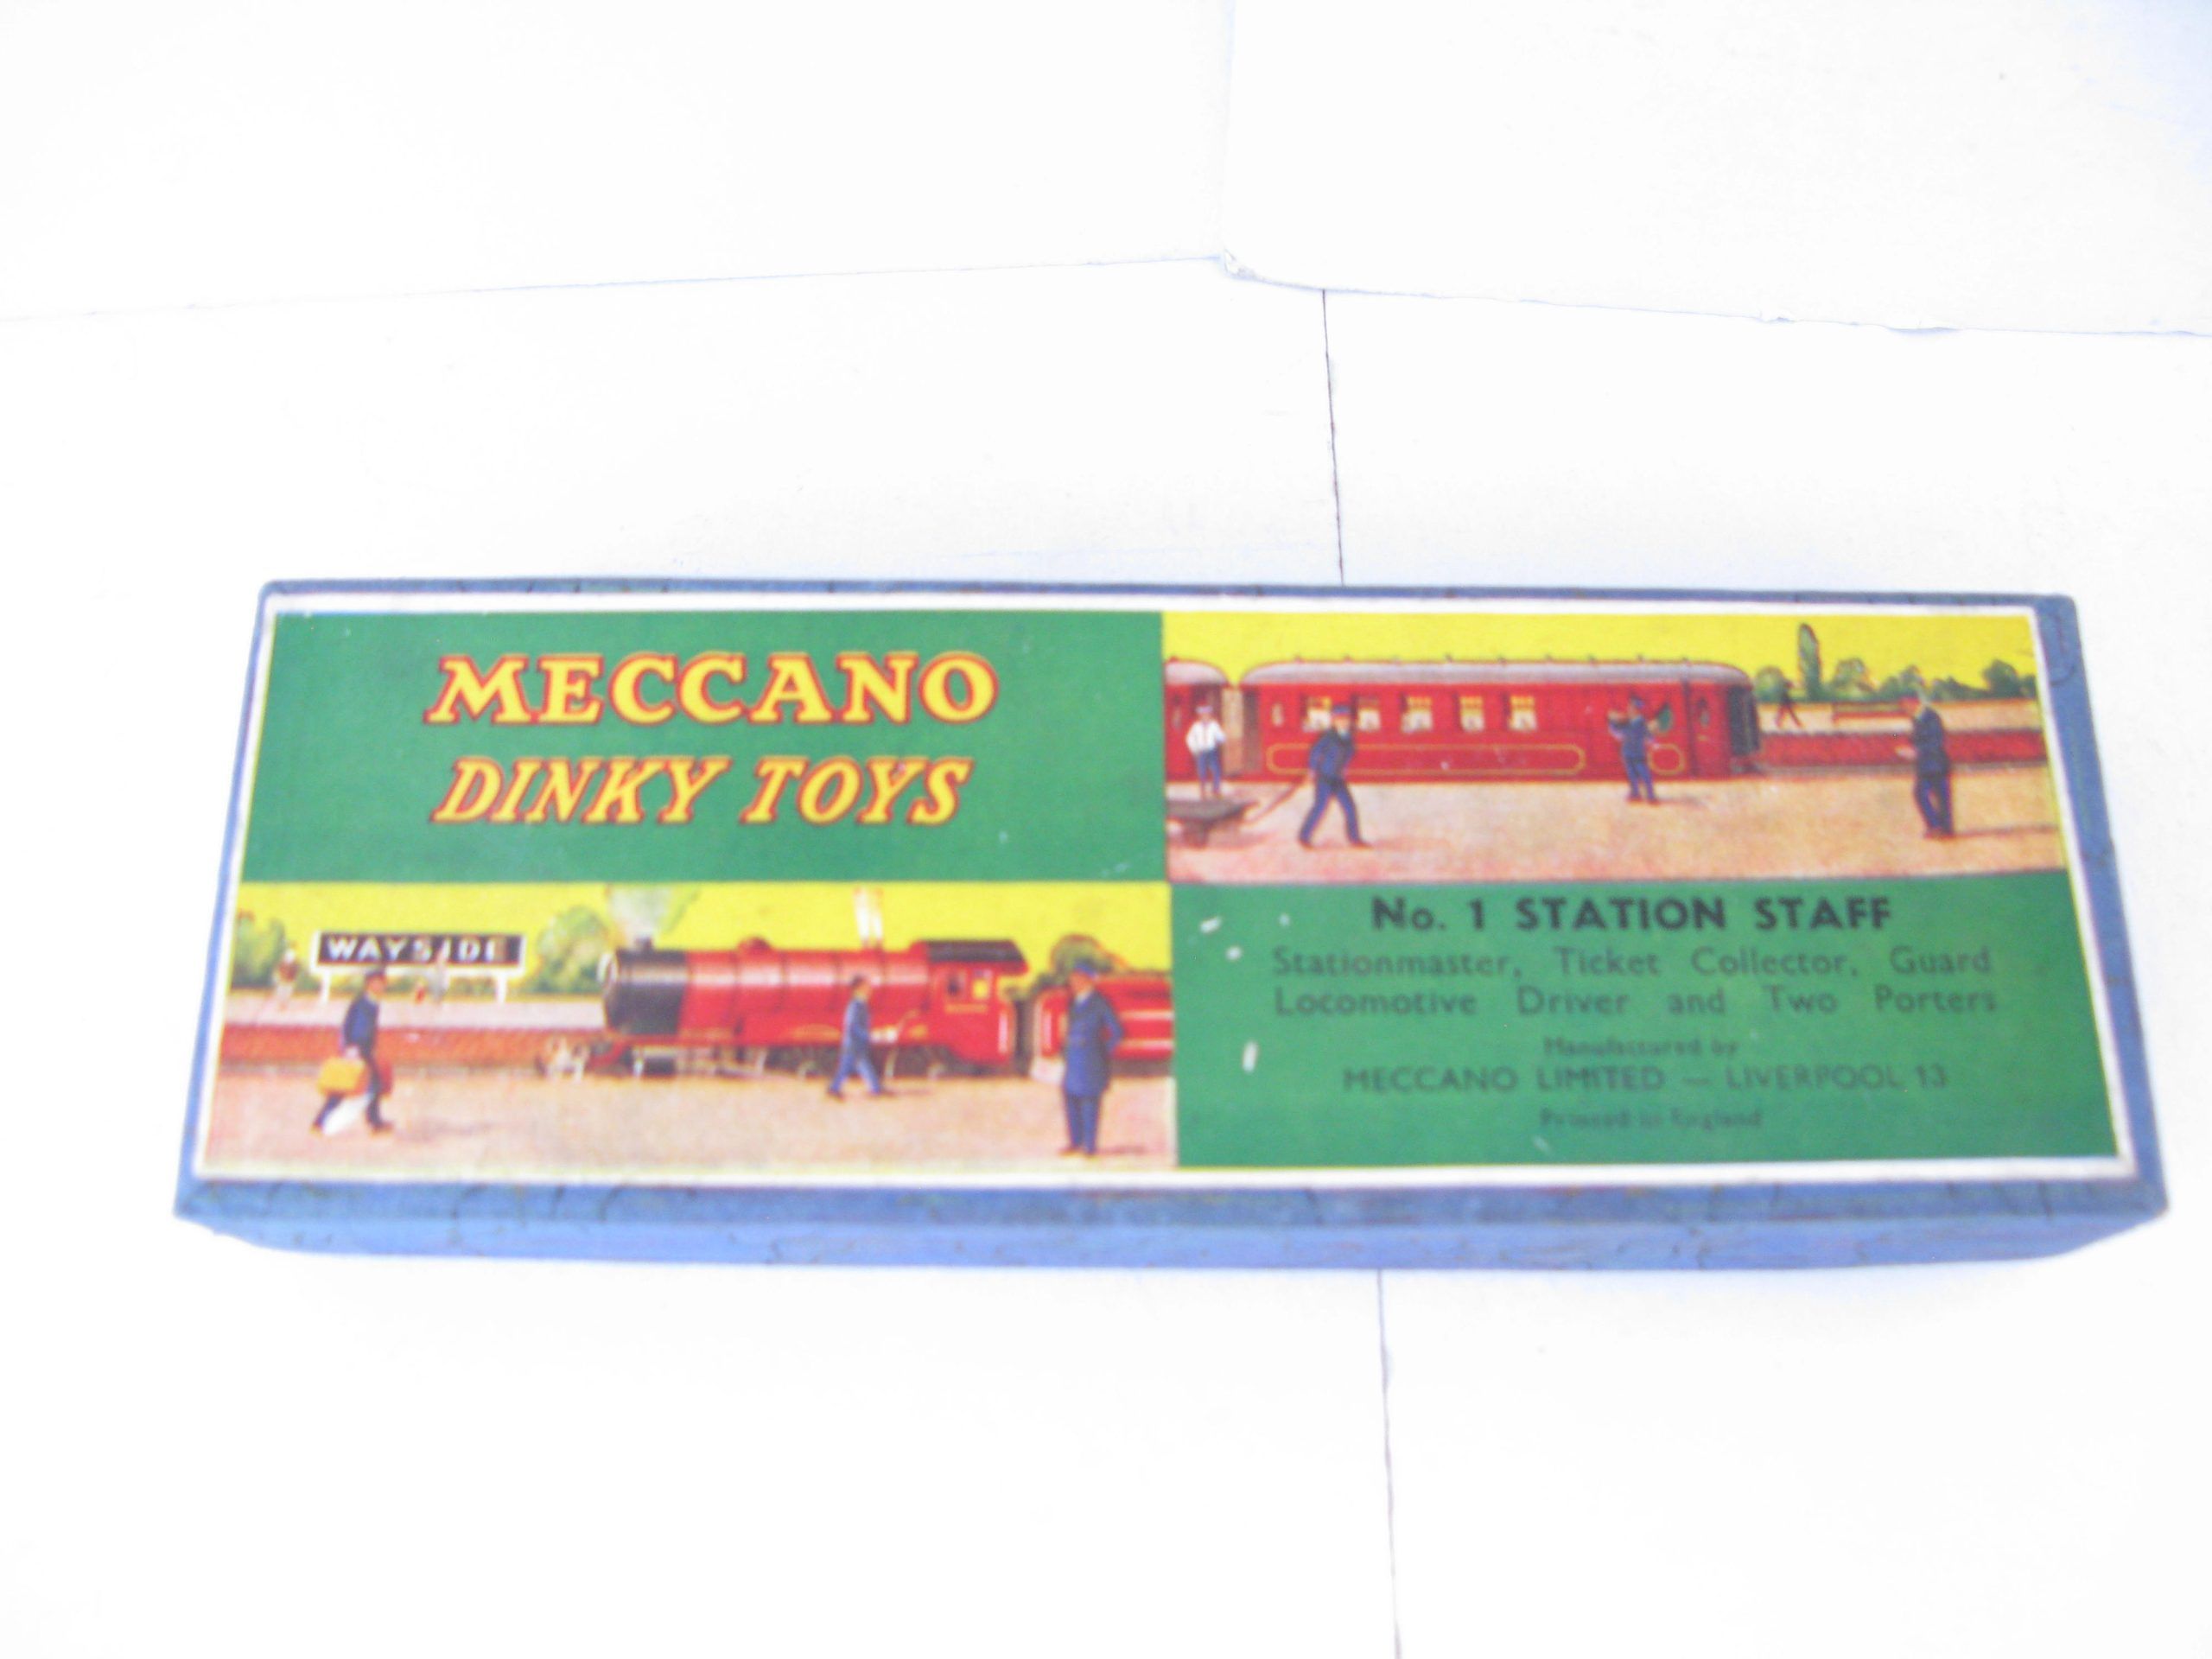 MECCANO
DINKY TOYS
WAYSIDE
No. 1 STATION STAFF
Stationmaster, Ticket Collector, Guard
Locomotive Driver and Two Porters
Manufactured by
MECCANO LIMITED — LIVERPOOL 13
Printed in England